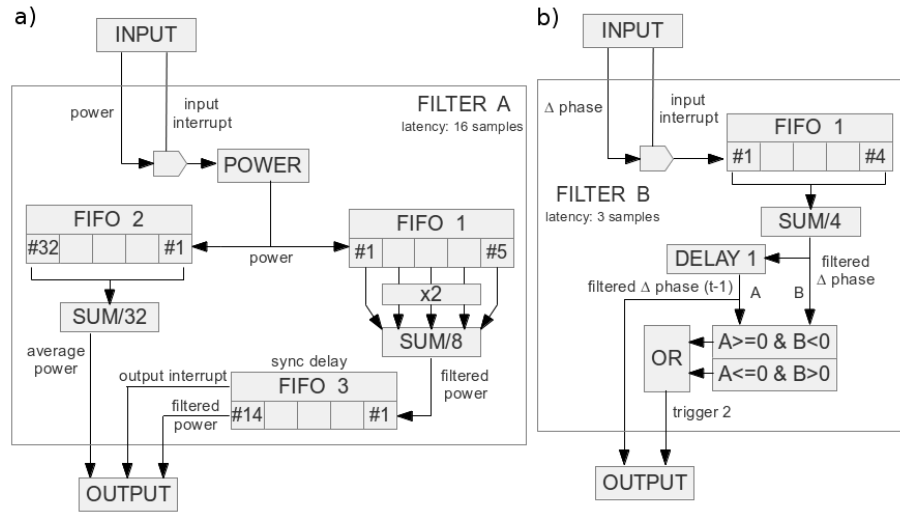 a)
INPUT
power
input
interrupt
FILTER A
latency: 16 samples
POWER
FIFO 2
#32
#1
power
FIFO 1
#1
#5
x2
SUM/32
SUM/8
average
power
sync delay
filtered
power
output interrupt
FIFO 3
filtered
power
#14
#1
OUTPUT
b)
INPUT
Δ phase
input
interrupt
FIFO 1
#1
#4
FILTER B
latency: 3 samples
SUM/4
DELAY 1
filtered
Δ phase
filtered Δ phase (t-1)
A
B
OR
A>=0 & B<0
A<=0 & B>0
trigger 2
OUTPUT